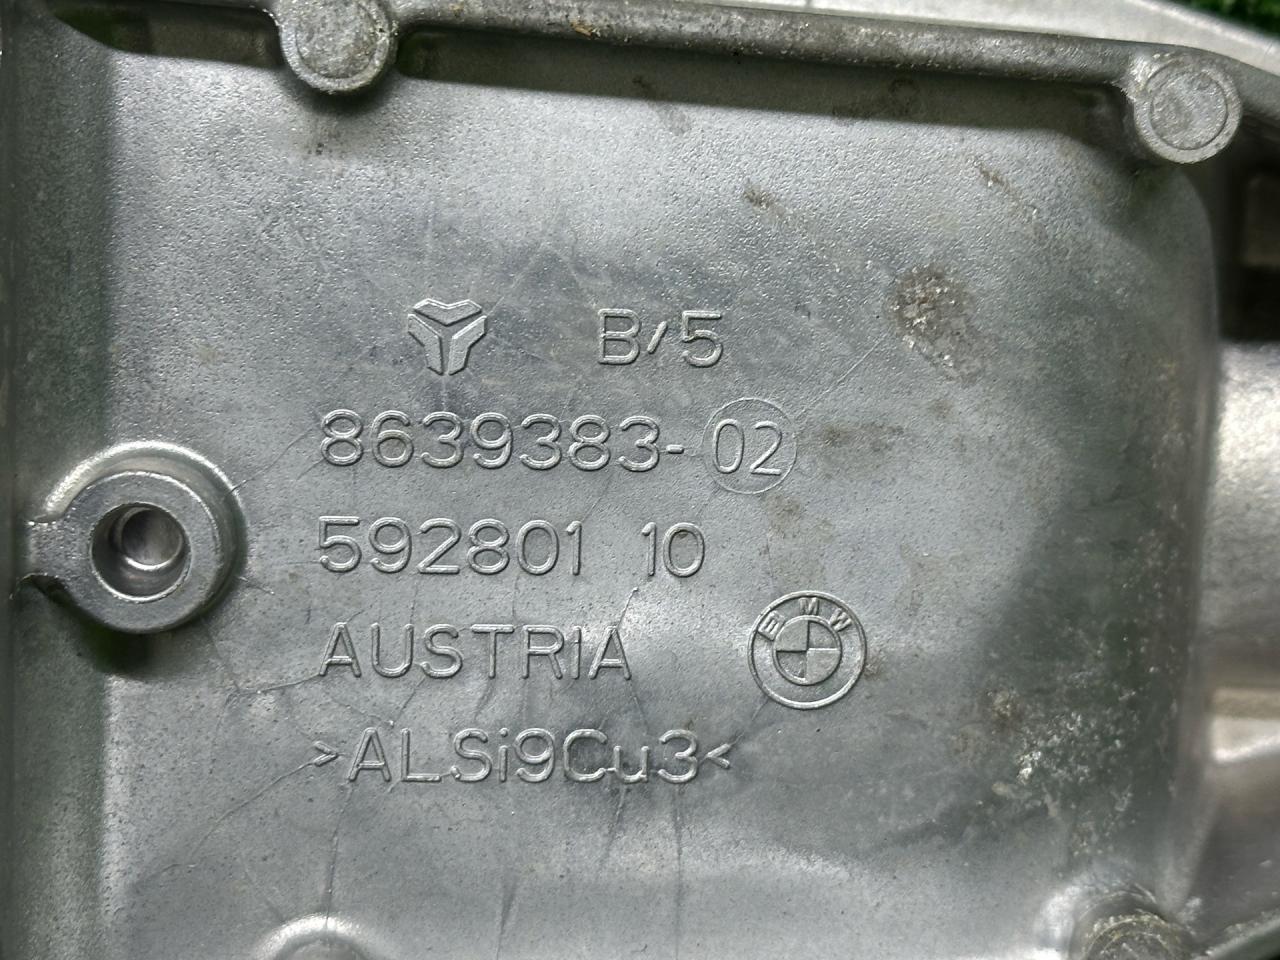 B/5
8639383-02
592801 10
AUSTRIA
BMW
>ALSi9Cu3<